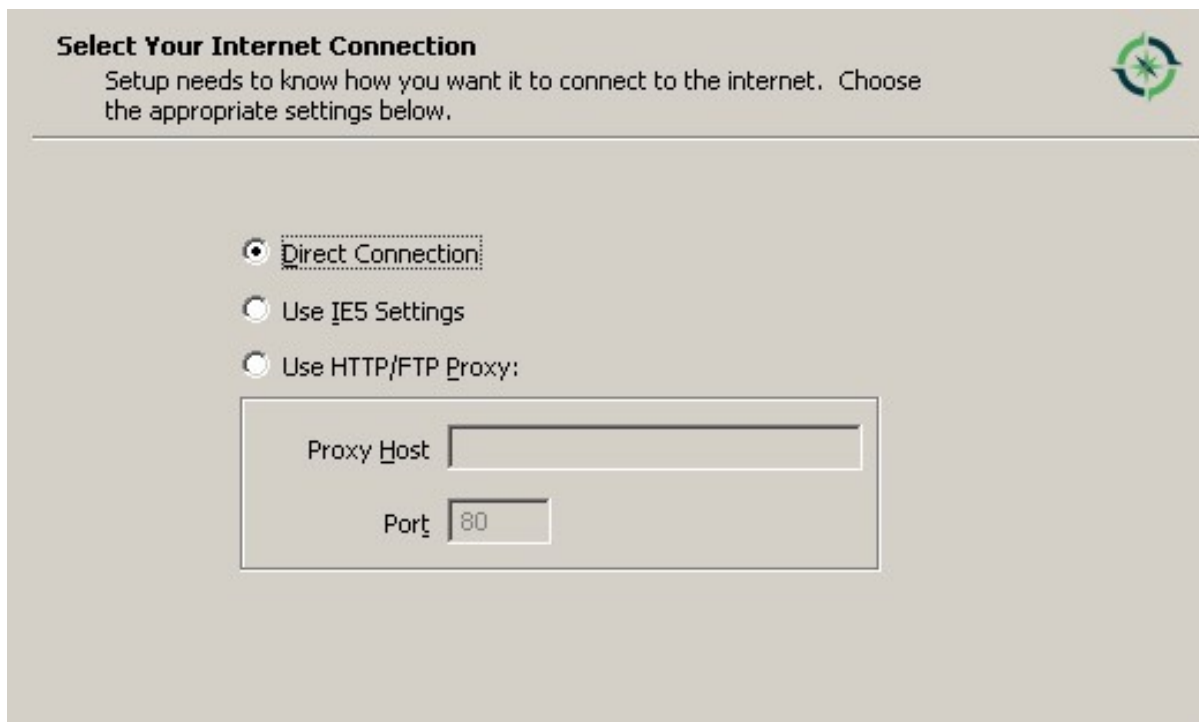 Select Your Internet Connection
Setup needs to know how you want it to connect to the internet.  Choose
the appropriate settings below.
Direct Connection
Use IE5 Settings
Use HTTP/FTP Proxy:
Proxy Host
Port 80